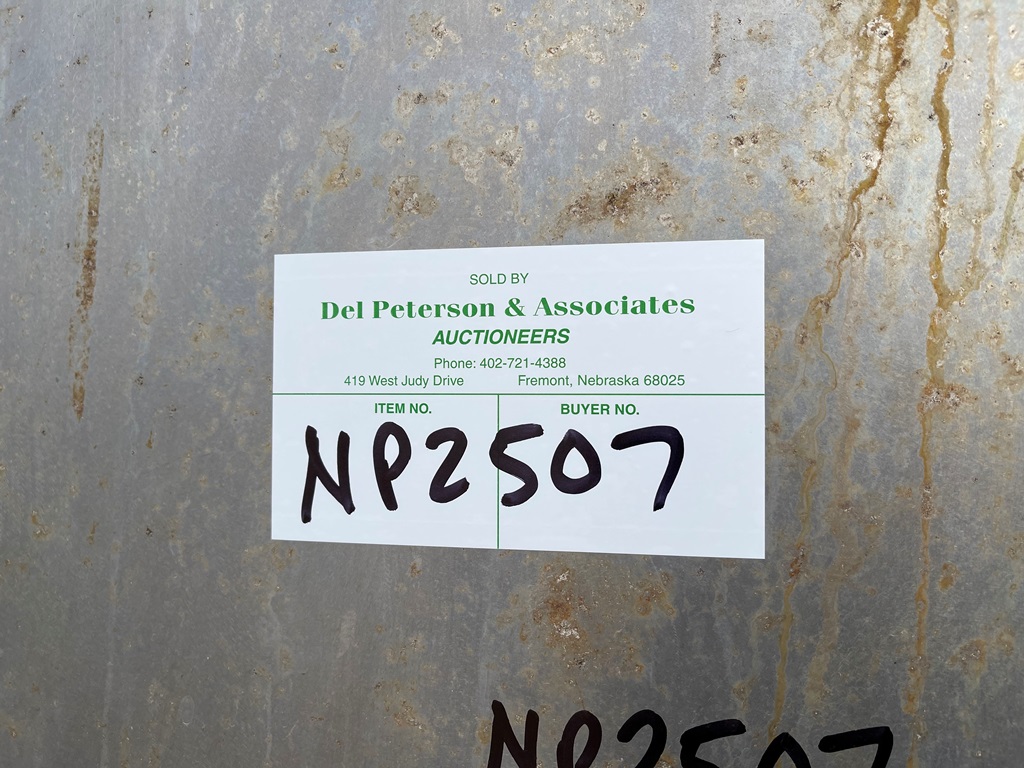 SOLD BY
Del Peterson & Associates
AUCTIONEERS
Phone: 402-721-4388
419 West Judy Drive Fremont, Nebraska 68025
ITEM NO. BUYER NO.
NP2507
NP2507